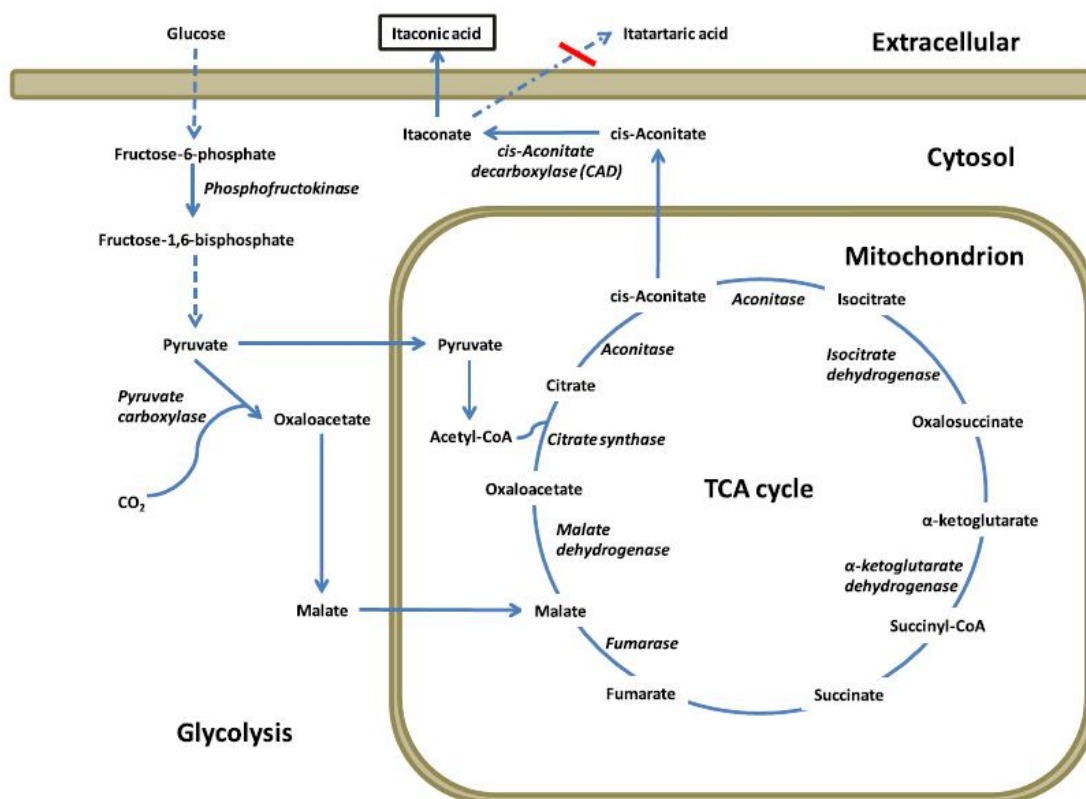 Glucose
Itaconic acid
Itatartaric acid
Extracellular
Itaconate
cis-Aconitate
cis-Aconitate
decarboxylase (CAD)
Cytosol
Fructose-6-phosphate
Phosphofructokinase
Fructose-1,6-bisphosphate
Mitochondrion
cis-Aconitate
Aconitase
Isocitrate
Pyruvate
Pyruvate
Aconitase
Isocitrate
dehydrogenase
Pyruvate
carboxylase
Citrate
Oxaloacetate
Acetyl-CoA
Citrate synthase
Oxalosuccinate
CO₂
Oxaloacetate
TCA cycle
Malate
dehydrogenase
α-ketoglutarate
α-ketoglutarate
dehydrogenase
Malate
Malate
Succinyl-CoA
Fumarase
Fumarate
Succinate
Glycolysis